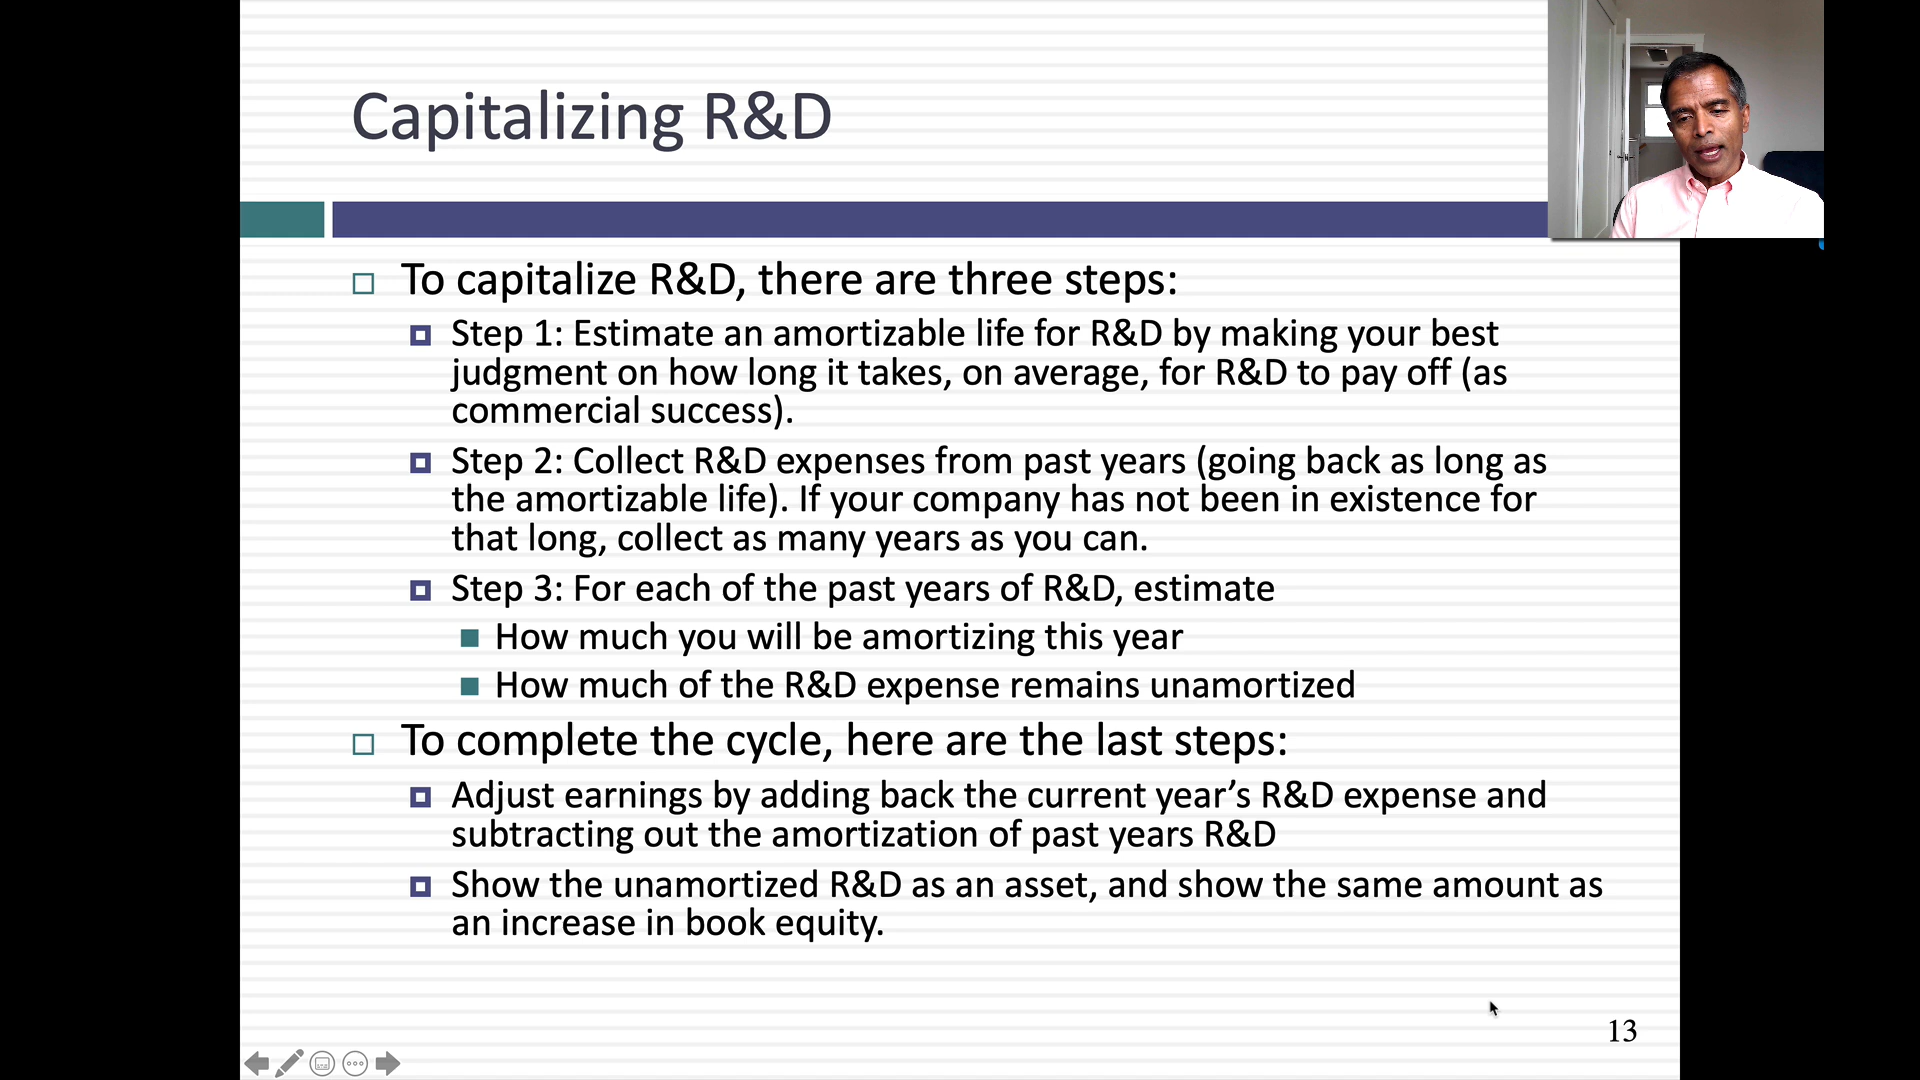 Capitalizing R&D
To capitalize R&D, there are three steps:
Step 1: Estimate an amortizable life for R&D by making your best
judgment on how long it takes, on average, for R&D to pay off (as
commercial success).
Step 2: Collect R&D expenses from past years (going back as long as
the amortizable life). If your company has not been in existence for
that long, collect as many years as you can.
Step 3: For each of the past years of R&D, estimate
How much you will be amortizing this year
How much of the R&D expense remains unamortized
To complete the cycle, here are the last steps:
Adjust earnings by adding back the current year’s R&D expense and
subtracting out the amortization of past years R&D
Show the unamortized R&D as an asset, and show the same amount as
an increase in book equity.
13